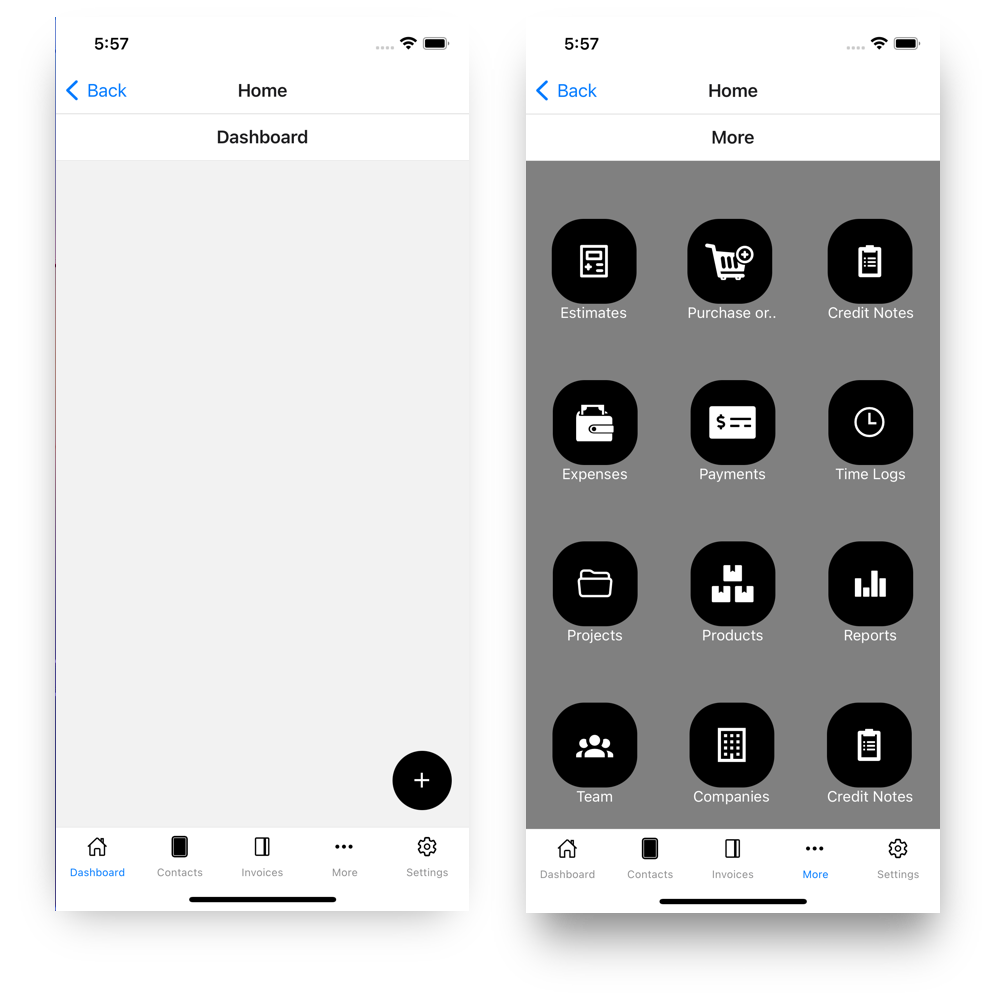 5:57
Back
Home
Dashboard
Dashboard
Contacts
Invoices
More
Settings
5:57
Back
Home
More
Estimates
Purchase or..
Credit Notes
Expenses
Payments
Time Logs
Projects
Products
Reports
Team
Companies
Credit Notes
Dashboard
Contacts
Invoices
More
Settings